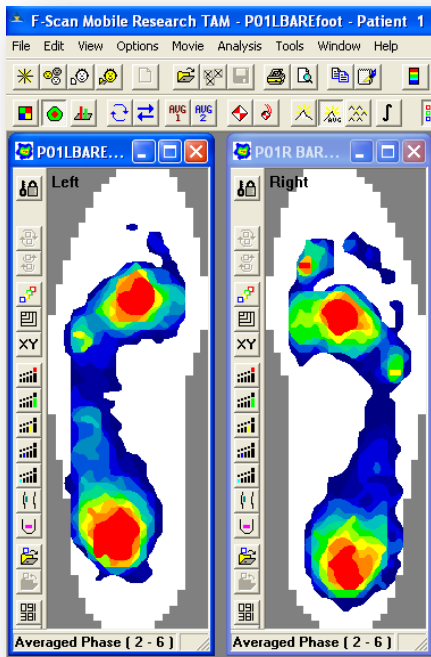 F-Scan Mobile Research TAM - P01LBAREfoot - Patient 1
File Edit View Options Movie Analysis Tools Window Help
AVG 1 AVG 2 AVG
P01LBARE... P01R BAR...
Left Right
XY XY
Averaged Phase ( 2 - 6 ) Averaged Phase ( 2 - 6 )